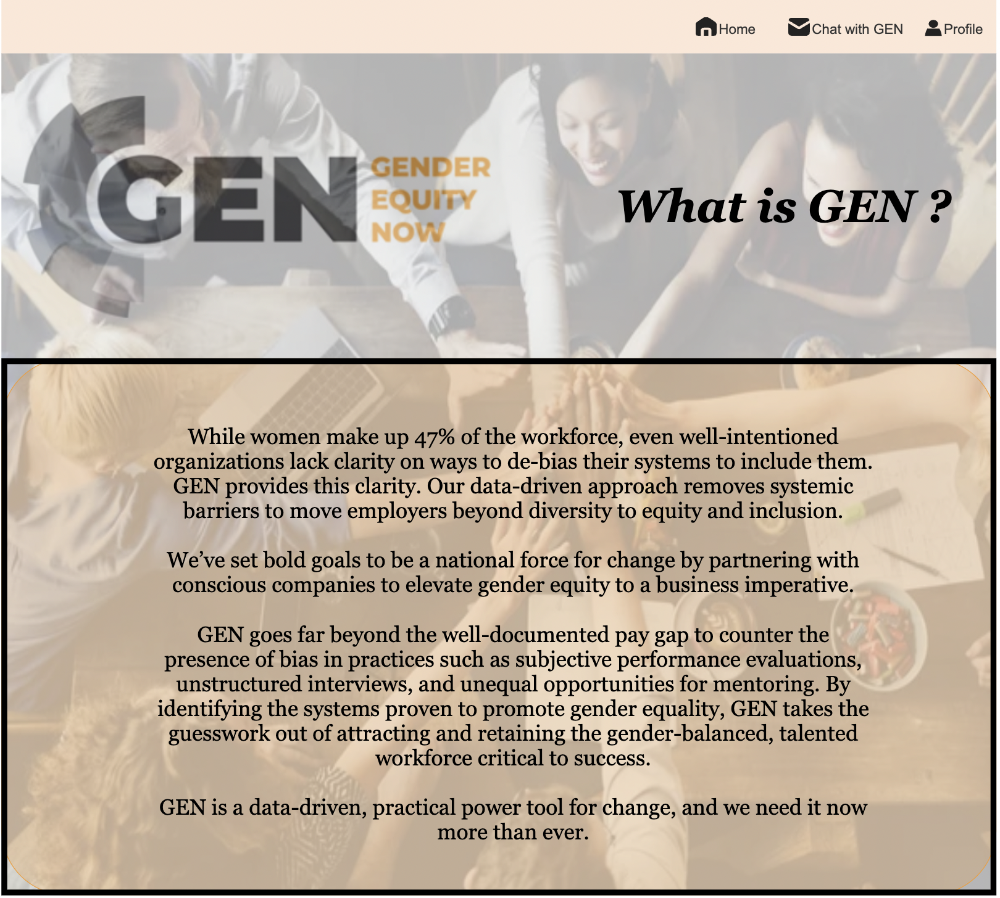 Home Chat with GEN Profile
GEN GENDER
EQUITY
NOW
What is GEN ?
While women make up 47% of the workforce, even well-intentioned
organizations lack clarity on ways to de-bias their systems to include them.
GEN provides this clarity. Our data-driven approach removes systemic
barriers to move employers beyond diversity to equity and inclusion.
We’ve set bold goals to be a national force for change by partnering with
conscious companies to elevate gender equity to a business imperative.
GEN goes far beyond the well-documented pay gap to counter the
presence of bias in practices such as subjective performance evaluations,
unstructured interviews, and unequal opportunities for mentoring. By
identifying the systems proven to promote gender equality, GEN takes the
guesswork out of attracting and retaining the gender-balanced, talented
workforce critical to success.
GEN is a data-driven, practical power tool for change, and we need it now
more than ever.